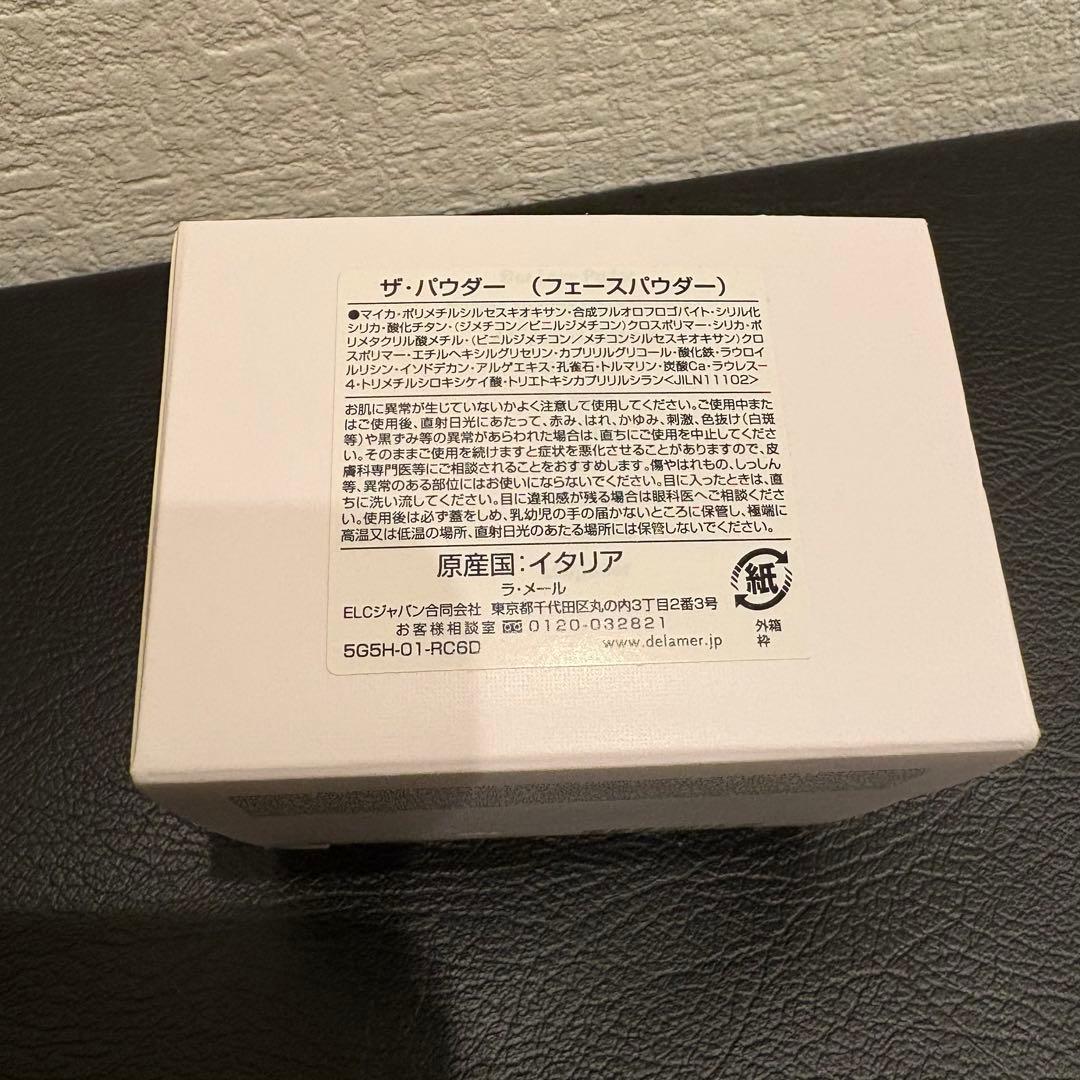 ザ・パウダー (フェースパウダー)
●マイカ・ポリメチルシルセスキオキサン・合成フルオロフロゴパイト・シリル化
シリカ・酸化チタン・(ジメチコン/ビニルジメチコン)クロスポリマー・シリカ・ポ
リメタクリル酸メチル・(ビニルジメチコン/メチコンシルセスキオキサン)クロ
スポリマー・エチルヘキシルグリセリン・カプリリルグリコール・酸化鉄・ラウロイ
ルリシン・イソドデカン・アルゲエキス・孔雀石・トルマリン・炭酸Ca・ラウレス-
4・トリメチルシロキシケイ酸・トリエトキシカプリリルシラン<JILN11102>
お肌に異常が生じていないかよく注意して使用してください。ご使用中また
はご使用後、直射日光にあたって、赤み、はれ、かゆみ、刺激、色抜け(白斑
等)や黒ずみ等の異常があらわれた場合は、直ちにご使用を中止してくださ
い。そのままご使用を続けますと症状を悪化させることがありますので、皮
膚科専門医等にご相談されることをおすすめします。傷やはれもの、しっしん
等、異常のある部位にはお使いにならないでください。目に入ったときは、直
ちに洗い流してください。目に違和感が残る場合は眼科医へご相談くださ
い。使用後は必ず蓋をしめ、乳幼児の手の届かないところに保管し、極端に
高温又は低温の場所、直射日光のあたる場所には保管しないでください。
原産国:イタリア
ラ・メール
ELCジャパン合同会社 東京都千代田区丸の内3丁目2番3号
お客様相談室 0120-032821
5G5H-01-RC6D www.delamer.jp
紙
外箱
枠